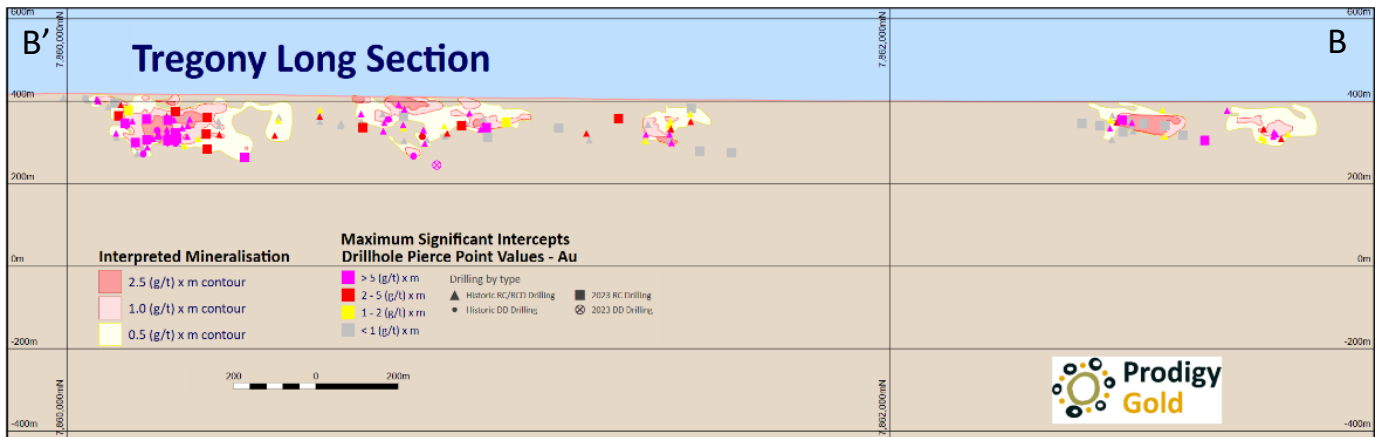 600m
600m
B’
7,860,000mN
Tregony Long Section
7,862,000mN
B
400m
400m
200m
200m
Interpreted Mineralisation
2.5 (g/t) x m contour
1.0 (g/t) x m contour
0.5 (g/t) x m contour
Maximum Significant Intercepts
Drillhole Pierce Point Values - Au
> 5 (g/t) x m
2 - 5 (g/t) x m
1 - 2 (g/t) x m
< 1 (g/t) x m
Drilling by type
Historic RC/RCD Drilling
2023 RC Drilling
Historic DD Drilling
2023 DD Drilling
0m
0m
-200m
-200m
200
0
200m
7,860,000mN
7,862,000mN
Prodigy
Gold
-400m
-400m